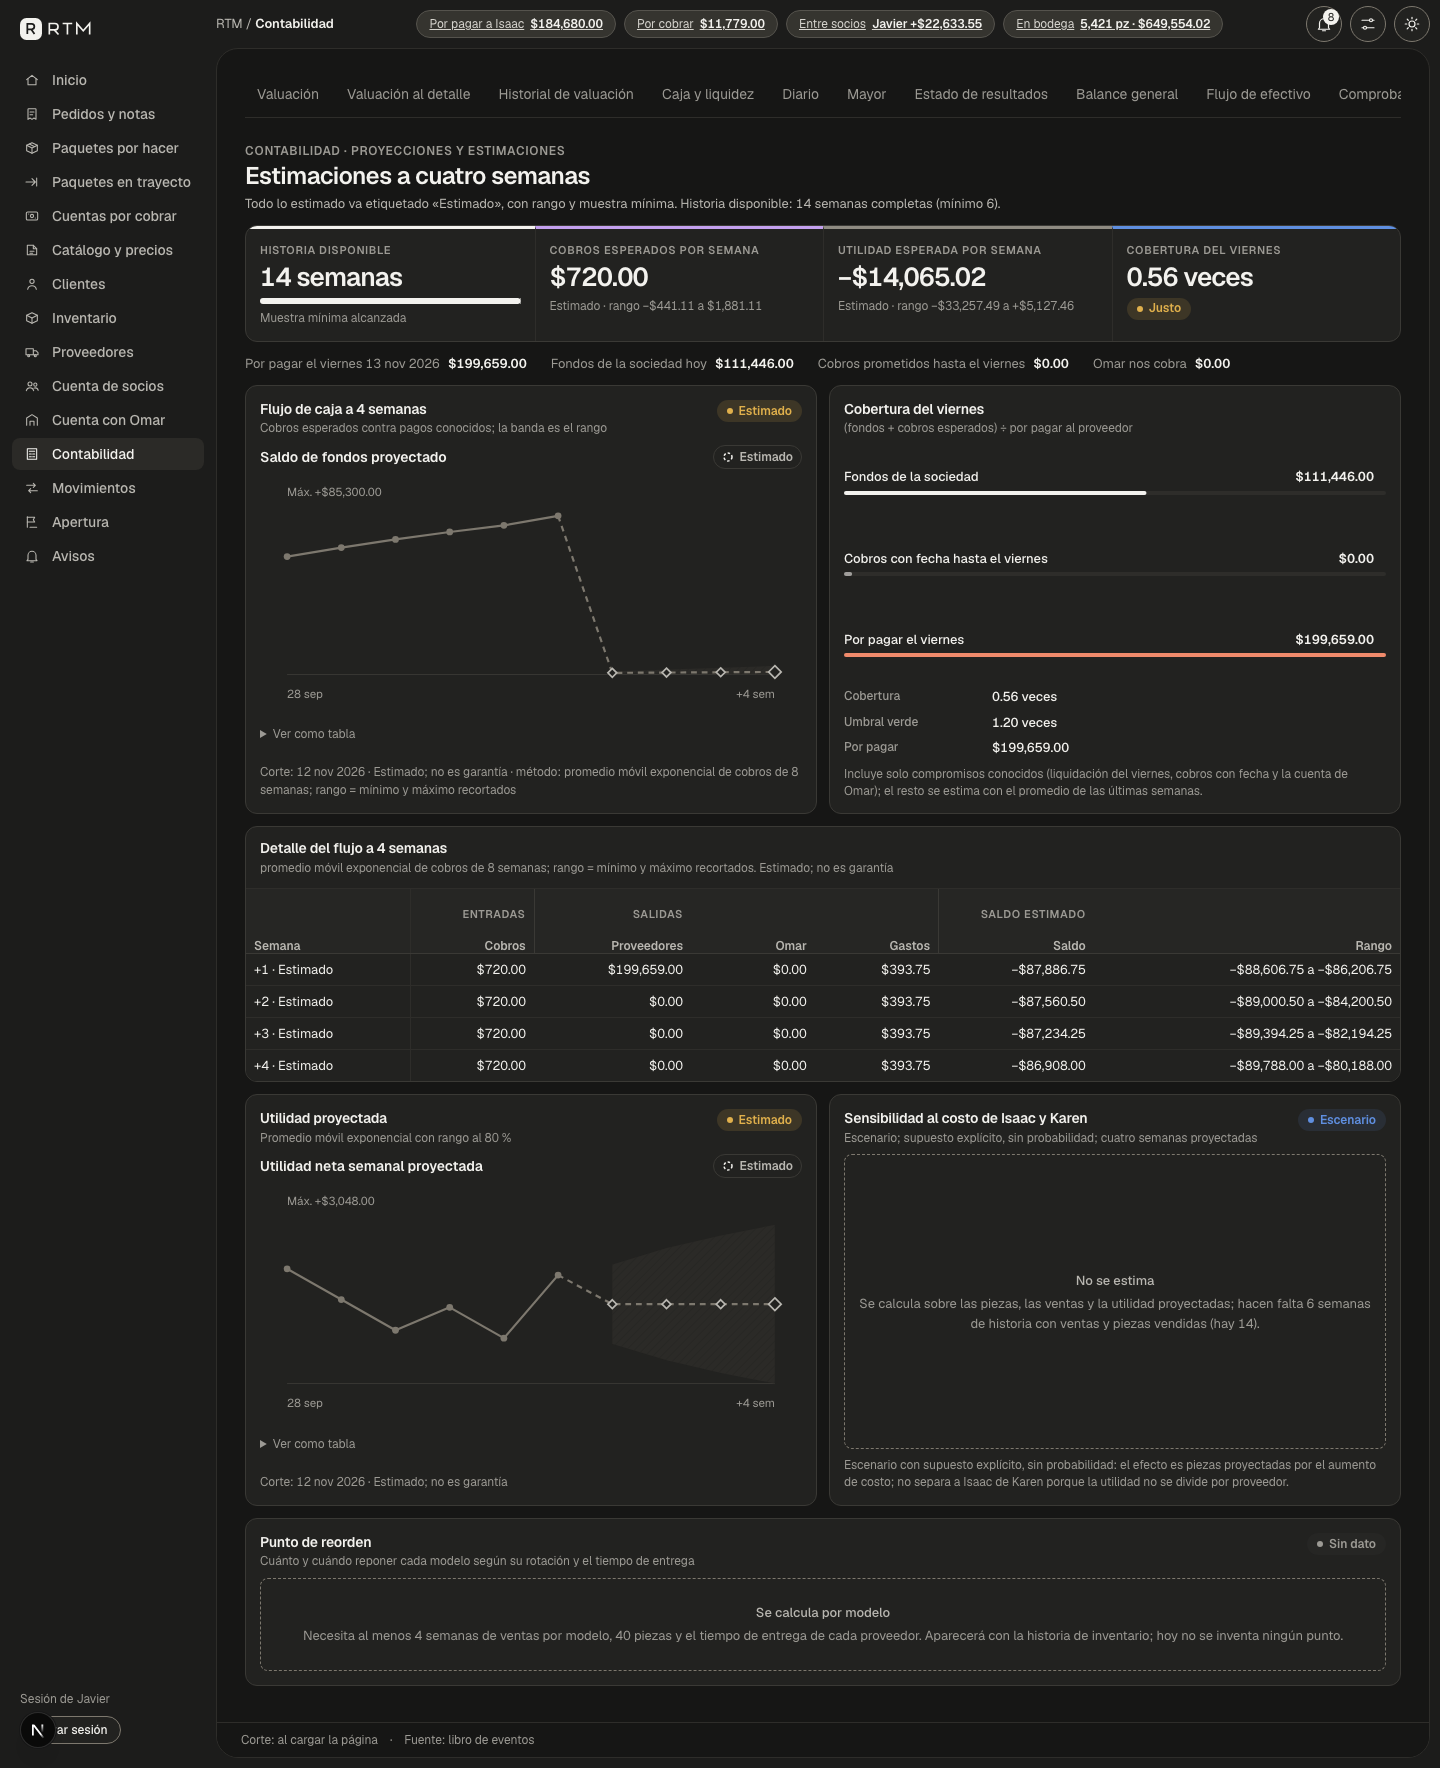 R RTM
RTM / Contabilidad
Por pagar a Isaac $184,680.00
Por cobrar $11,779.00
Entre socios Javier +$22,633.55
En bodega 5,421 pz · $649,554.02
8
Inicio
Pedidos y notas
Paquetes por hacer
Paquetes en trayecto
Cuentas por cobrar
Catálogo y precios
Clientes
Inventario
Proveedores
Cuenta de socios
Cuenta con Omar
Contabilidad
Movimientos
Apertura
Avisos
Sesión de Javier
N ar sesión
Valuación Valuación al detalle Historial de valuación Caja y liquidez Diario Mayor Estado de resultados Balance general Flujo de efectivo Comproba
CONTABILIDAD · PROYECCIONES Y ESTIMACIONES
Estimaciones a cuatro semanas
Todo lo estimado va etiquetado «Estimado», con rango y muestra mínima. Historia disponible: 14 semanas completas (mínimo 6).
HISTORIA DISPONIBLE
14 semanas
Muestra mínima alcanzada
COBROS ESPERADOS POR SEMANA
$720.00
Estimado · rango −$441.11 a $1,881.11
UTILIDAD ESPERADA POR SEMANA
−$14,065.02
Estimado · rango −$33,257.49 a +$5,127.46
COBERTURA DEL VIERNES
0.56 veces
Justo
Por pagar el viernes 13 nov 2026 $199,659.00 Fondos de la sociedad hoy $111,446.00 Cobros prometidos hasta el viernes $0.00 Omar nos cobra $0.00
Flujo de caja a 4 semanas
Estimado
Cobros esperados contra pagos conocidos; la banda es el rango
Saldo de fondos proyectado
Estimado
Máx. +$85,300.00
28 sep
+4 sem
Ver como tabla
Corte: 12 nov 2026 · Estimado; no es garantía · método: promedio móvil exponencial de cobros de 8
semanas; rango = mínimo y máximo recortados
Cobertura del viernes
(fondos + cobros esperados) ÷ por pagar al proveedor
Fondos de la sociedad $111,446.00
Cobros con fecha hasta el viernes $0.00
Por pagar el viernes $199,659.00
Cobertura 0.56 veces
Umbral verde 1.20 veces
Por pagar $199,659.00
Incluye solo compromisos conocidos (liquidación del viernes, cobros con fecha y la cuenta de
Omar); el resto se estima con el promedio de las últimas semanas.
Detalle del flujo a 4 semanas
promedio móvil exponencial de cobros de 8 semanas; rango = mínimo y máximo recortados. Estimado; no es garantía
ENTRADAS SALIDAS SALDO ESTIMADO
Semana Cobros Proveedores Omar Gastos Saldo Rango
+1 · Estimado $720.00 $199,659.00 $0.00 $393.75 −$87,886.75 −$88,606.75 a −$86,206.75
+2 · Estimado $720.00 $0.00 $0.00 $393.75 −$87,560.50 −$89,000.50 a −$84,200.50
+3 · Estimado $720.00 $0.00 $0.00 $393.75 −$87,234.25 −$89,394.25 a −$82,194.25
+4 · Estimado $720.00 $0.00 $0.00 $393.75 −$86,908.00 −$89,788.00 a −$80,188.00
Utilidad proyectada
Estimado
Promedio móvil exponencial con rango al 80 %
Utilidad neta semanal proyectada
Estimado
Máx. +$3,048.00
28 sep
+4 sem
Ver como tabla
Corte: 12 nov 2026 · Estimado; no es garantía
Sensibilidad al costo de Isaac y Karen
Escenario
Escenario; supuesto explícito, sin probabilidad; cuatro semanas proyectadas
No se estima
Se calcula sobre las piezas, las ventas y la utilidad proyectadas; hacen falta 6 semanas
de historia con ventas y piezas vendidas (hay 14).
Escenario con supuesto explícito, sin probabilidad: el efecto es piezas proyectadas por el aumento
de costo; no separa a Isaac de Karen porque la utilidad no se divide por proveedor.
Punto de reorden
Sin dato
Cuánto y cuándo reponer cada modelo según su rotación y el tiempo de entrega
Se calcula por modelo
Necesita al menos 4 semanas de ventas por modelo, 40 piezas y el tiempo de entrega de cada proveedor. Aparecerá con la historia de inventario; hoy no se inventa ningún punto.
Corte: al cargar la página · Fuente: libro de eventos